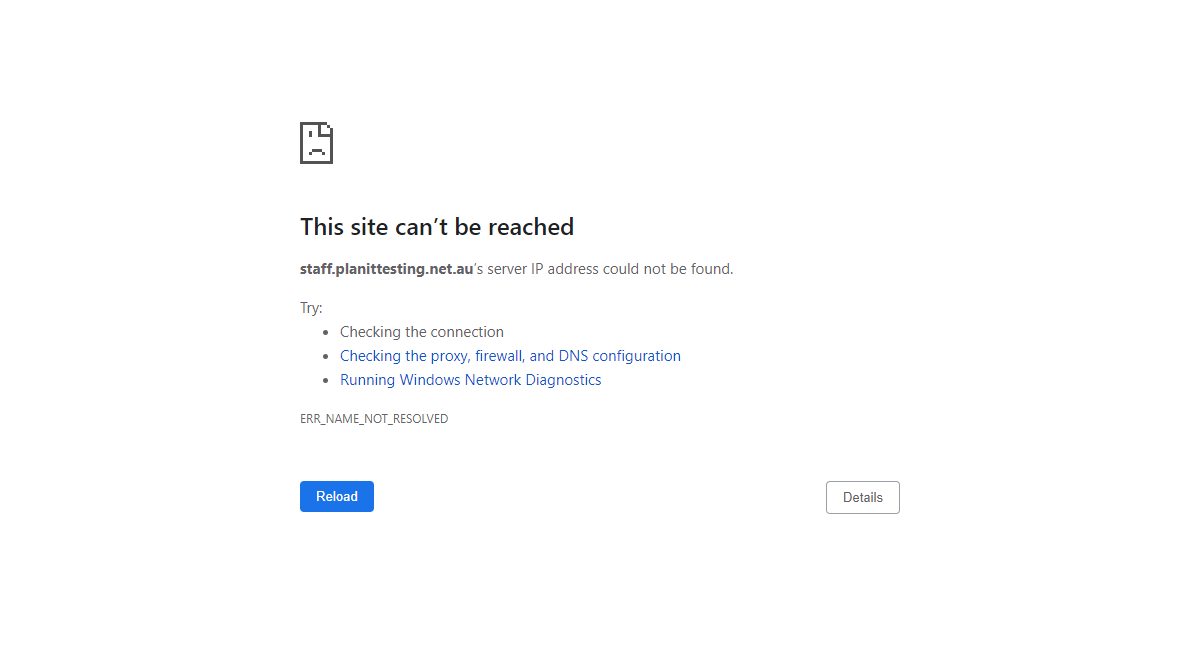 This site can’t be reached
staff.planittesting.net.au’s server IP address could not be found.
Try:
• Checking the connection
• Checking the proxy, firewall, and DNS configuration
• Running Windows Network Diagnostics
ERR_NAME_NOT_RESOLVED
Reload
Details